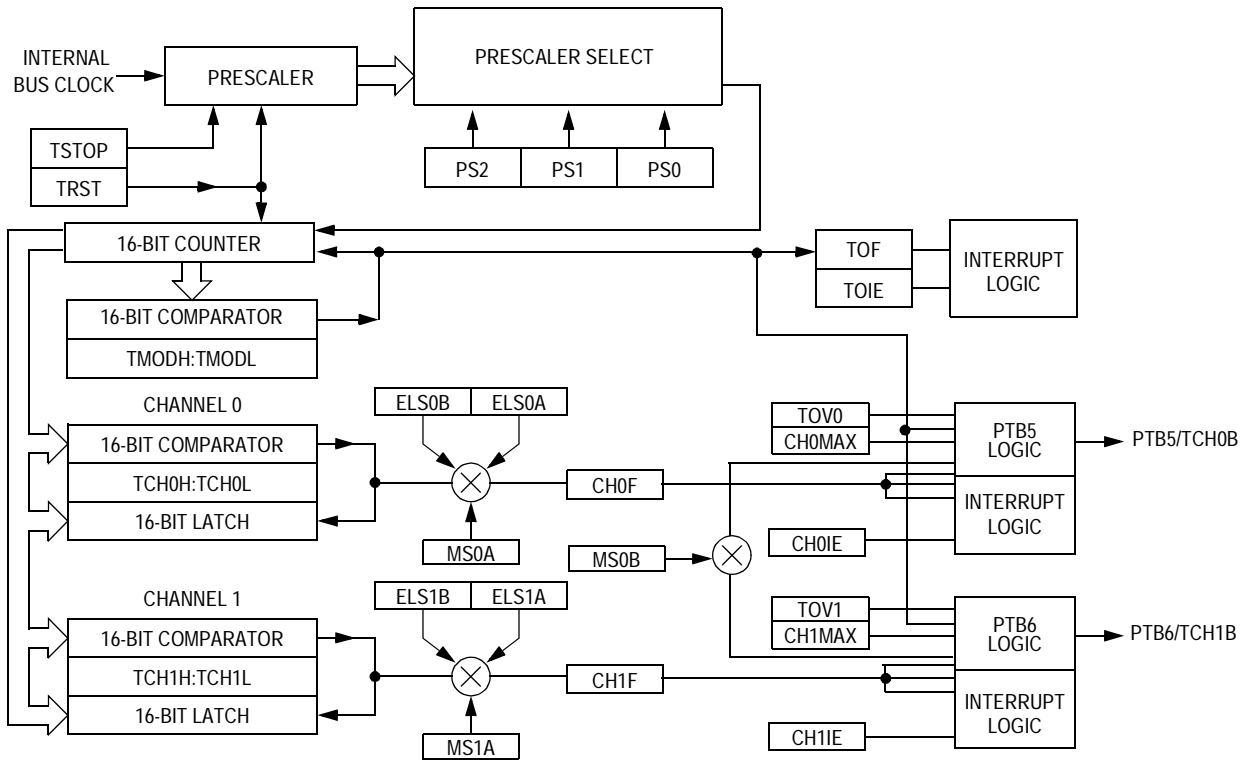 INTERNAL
BUS CLOCK
PRESCALER
PRESCALER SELECT
TSTOP
TRST
PS2
PS1
PS0
16-BIT COUNTER
TOF
TOIE
INTERRUPT
LOGIC
16-BIT COMPARATOR
TMODH:TMODL
CHANNEL 0
ELS0B
ELS0A
16-BIT COMPARATOR
TCH0H:TCH0L
16-BIT LATCH
MS0A
CH0F
TOV0
CH0MAX
PTB5
LOGIC
PTB5/TCH0B
INTERRUPT
LOGIC
CH0IE
MS0B
CHANNEL 1
ELS1B
ELS1A
16-BIT COMPARATOR
TCH1H:TCH1L
16-BIT LATCH
MS1A
CH1F
TOV1
CH1MAX
PTB6
LOGIC
PTB6/TCH1B
INTERRUPT
LOGIC
CH1IE